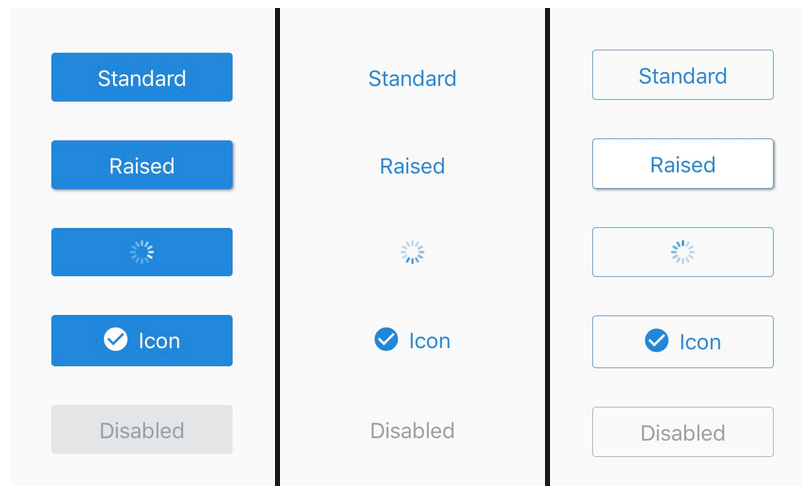 Standard
Raised
Icon
Disabled
Standard
Raised
Icon
Disabled
Standard
Raised
Icon
Disabled